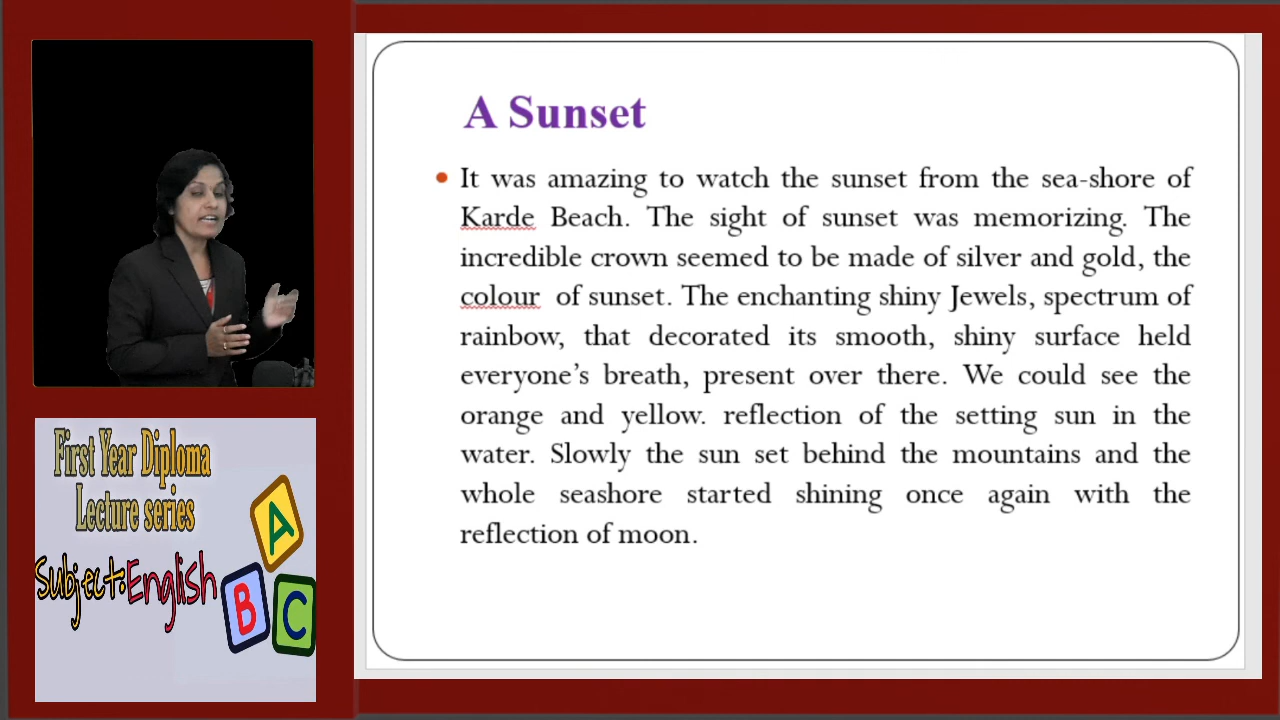 A Sunset
It was amazing to watch the sunset from the sea-shore of
Karde Beach. The sight of sunset was memorizing. The
incredible crown seemed to be made of silver and gold, the
colour of sunset. The enchanting shiny Jewels, spectrum of
rainbow, that decorated its smooth, shiny surface held
everyone's breath, present over there. We could see the
orange and yellow. reflection of the setting sun in the
water. Slowly the sun set behind the mountains and the
whole seashore started shining once again with the
reflection of moon.
First Year Diploma
Lecture series
Subject:English
A
B
C